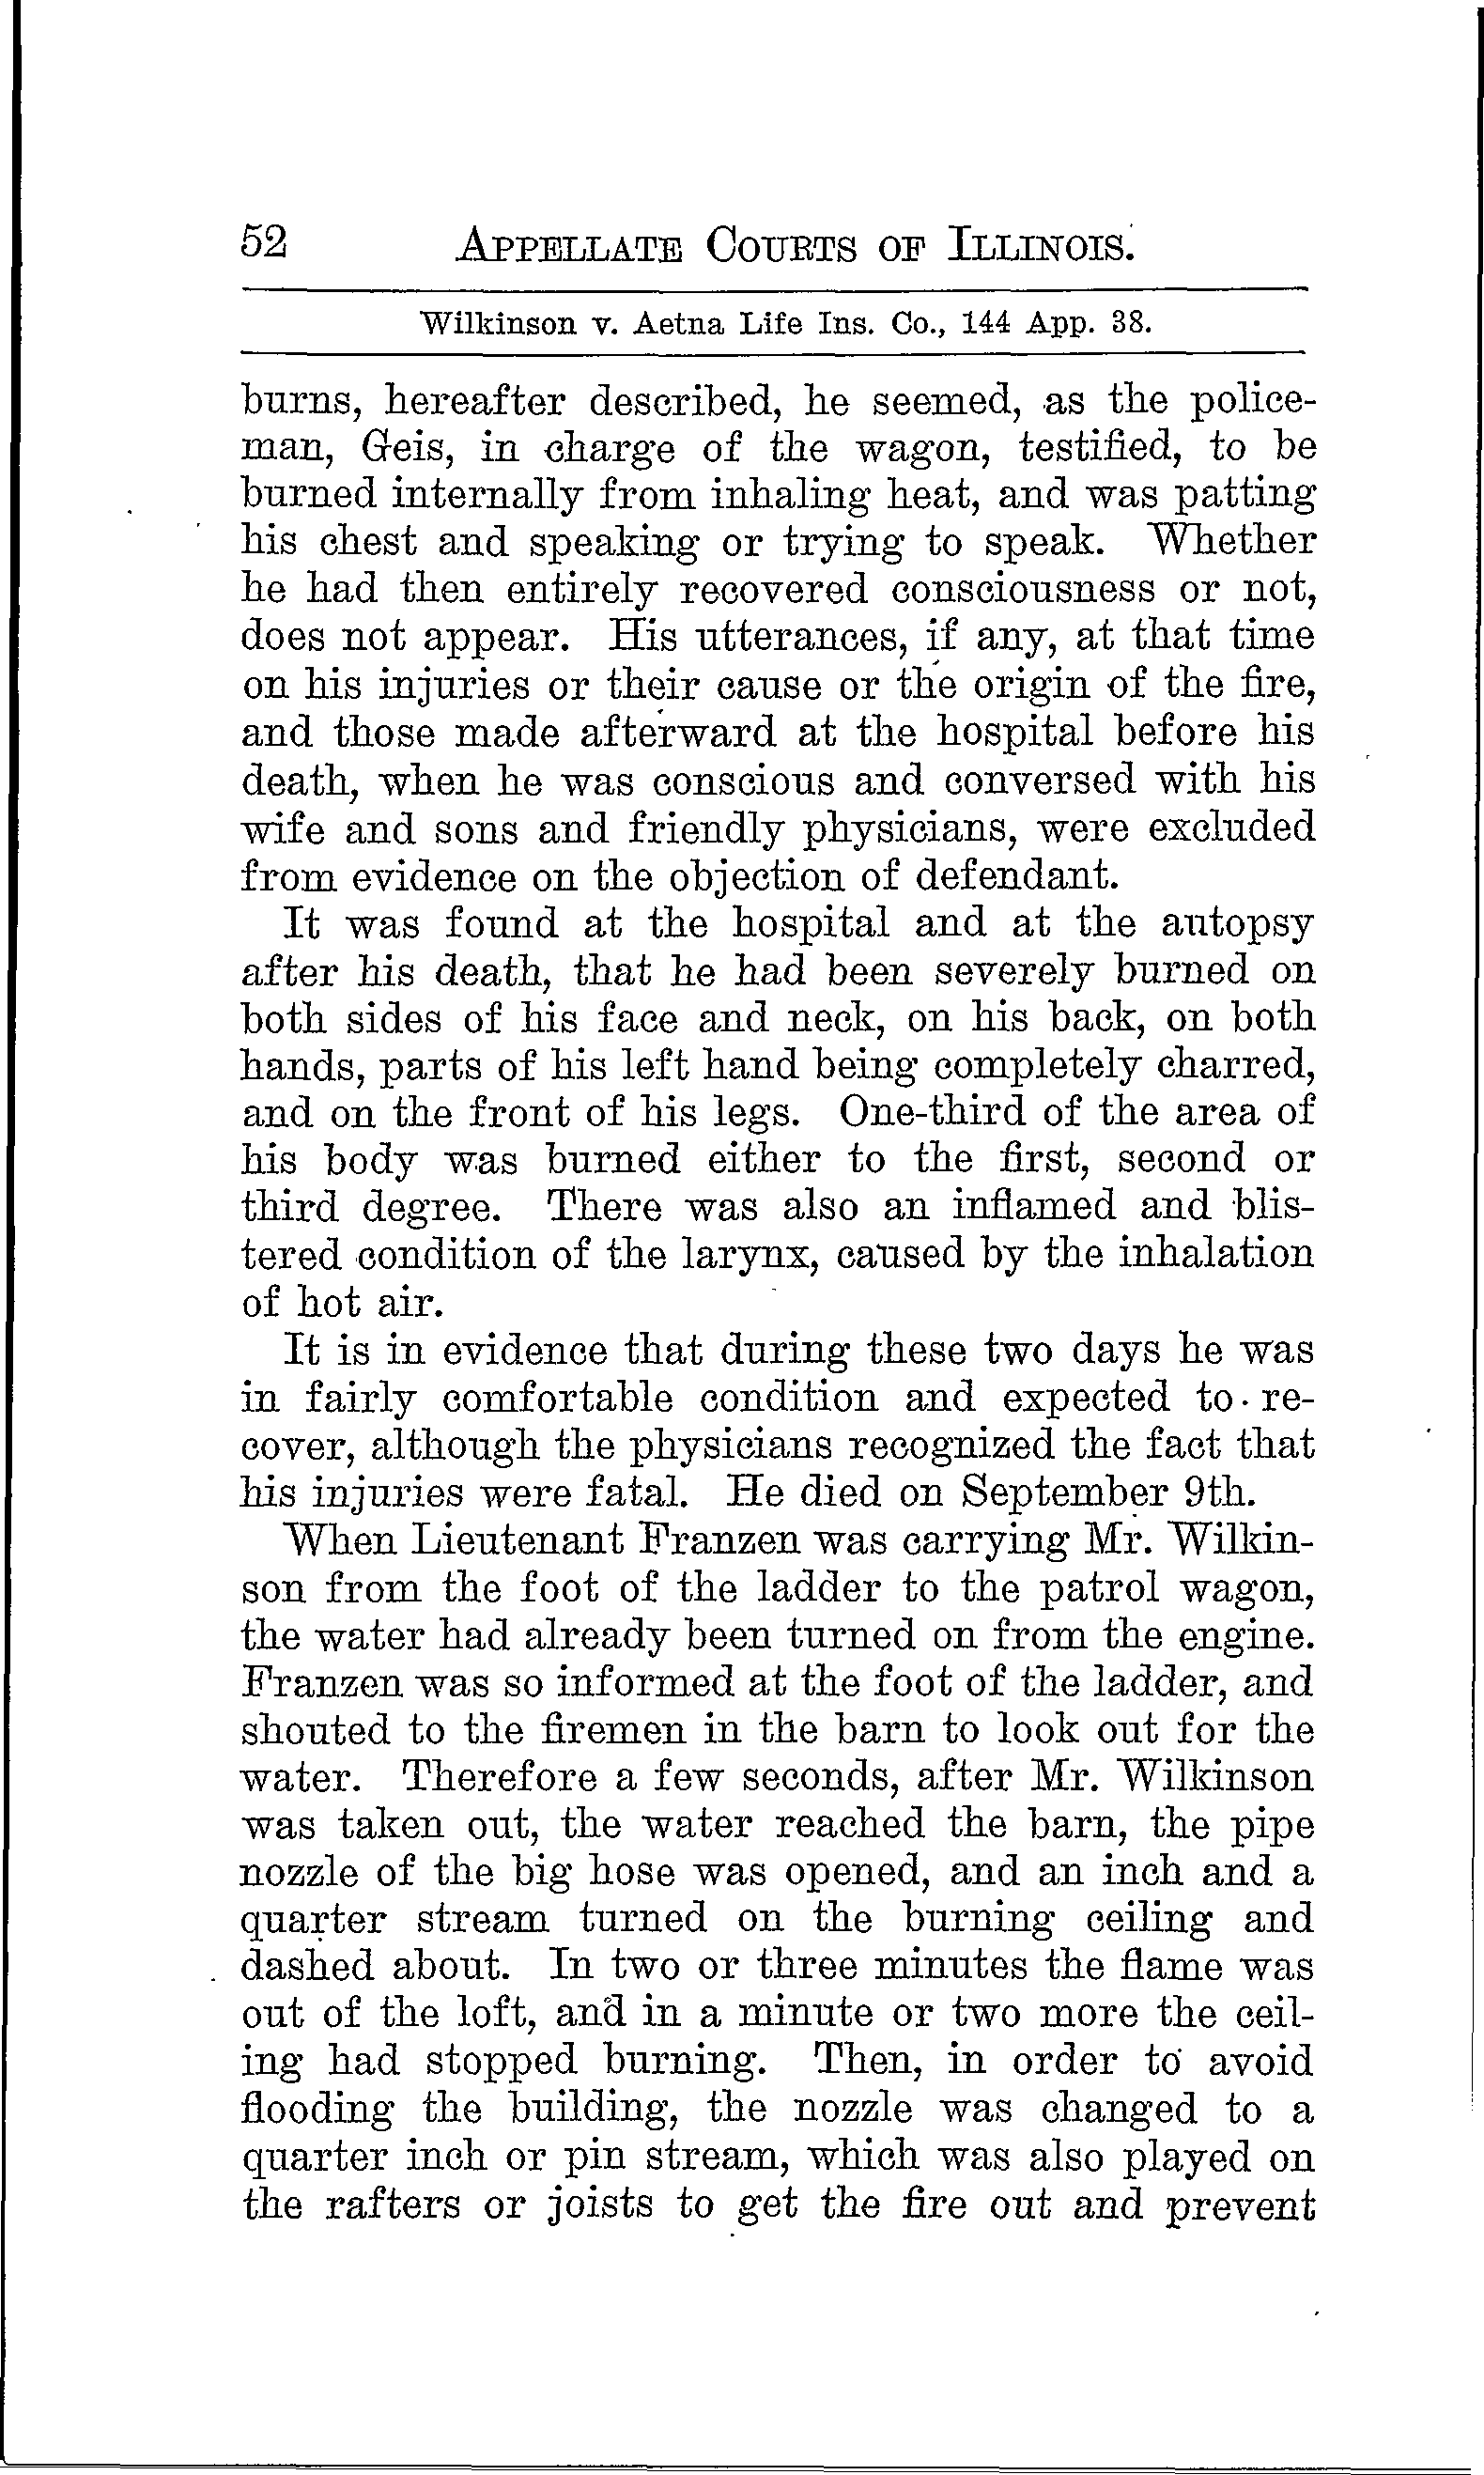 52 APPELLATE COURTS OF ILLINOIS.
Wilkinson v. Aetna Life Ins. Co., 144 App. 38.
burns, hereafter described, he seemed, as the police-
man, Geis, in charge of the wagon, testified, to be
burned internally from inhaling heat, and was patting
his chest and speaking or trying to speak. Whether
he had then entirely recovered consciousness or not,
does not appear. His utterances, if any, at that time
on his injuries or their cause or the origin of the fire,
and those made afterward at the hospital before his
death, when he was conscious and conversed with his
wife and sons and friendly physicians, were excluded
from evidence on the objection of defendant.
It was found at the hospital and at the autopsy
after his death, that he had been severely burned on
both sides of his face and neck, on his back, on both
hands, parts of his left hand being completely charred,
and on the front of his legs. One-third of the area of
his body was burned either to the first, second or
third degree. There was also an inflamed and blis-
tered condition of the larynx, caused by the inhalation
of hot air.
It is in evidence that during these two days he was
in fairly comfortable condition and expected to re-
cover, although the physicians recognized the fact that
his injuries were fatal. He died on September 9th.
When Lieutenant Franzen was carrying Mr. Wilkin-
son from the foot of the ladder to the patrol wagon,
the water had already been turned on from the engine.
Franzen was so informed at the foot of the ladder, and
shouted to the firemen in the barn to look out for the
water. Therefore a few seconds, after Mr. Wilkinson
was taken out, the water reached the barn, the pipe
nozzle of the big hose was opened, and an inch and a
quarter stream turned on the burning ceiling and
dashed about. In two or three minutes the flame was
out of the loft, and in a minute or two more the ceil-
ing had stopped burning. Then, in order to avoid
flooding the building, the nozzle was changed to a
quarter inch or pin stream, which was also played on
the rafters or joists to get the fire out and prevent